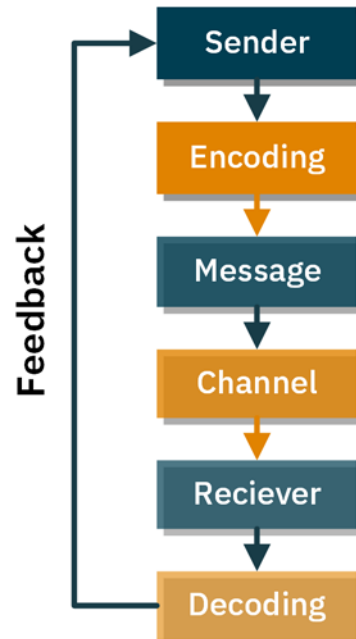 Sender
Encoding
Message
Channel
Reciever
Decoding
Feedback